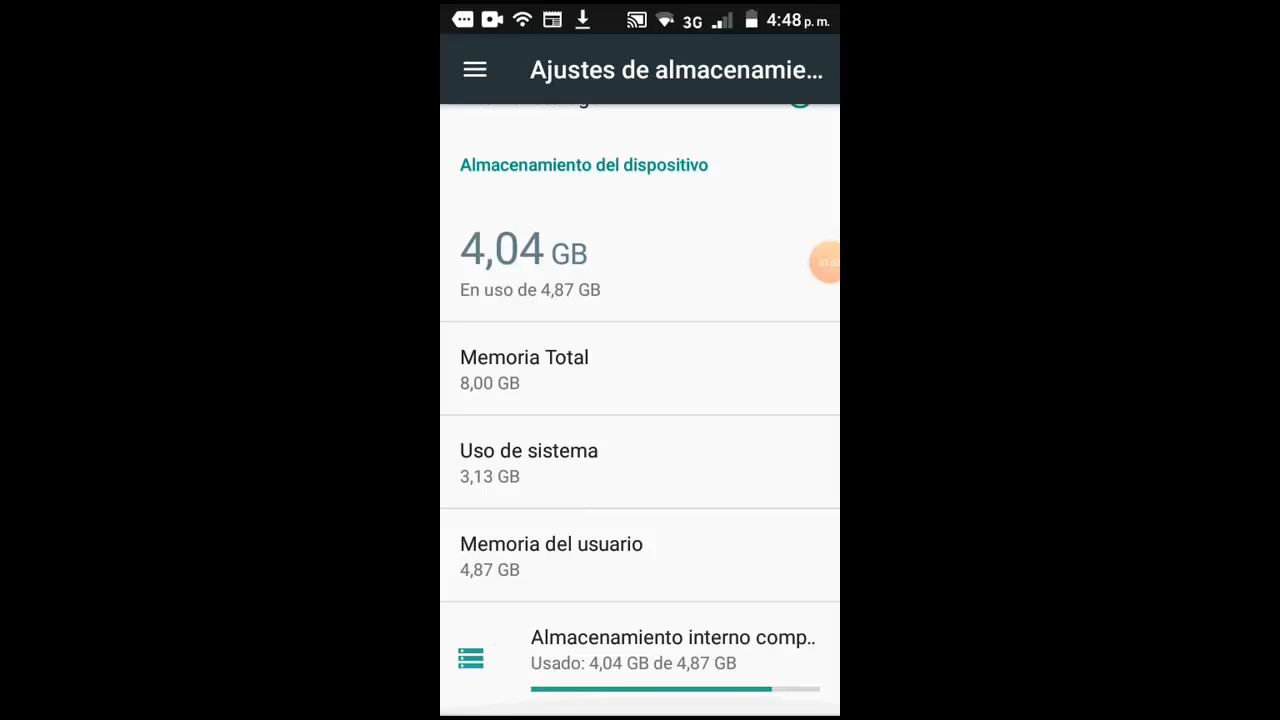 3G 4:48 p. m.
Ajustes de almacenamie...
Almacenamiento del dispositivo
4,04 GB
En uso de 4,87 GB
Memoria Total
8,00 GB
Uso de sistema
3,13 GB
Memoria del usuario
4,87 GB
Almacenamiento interno comp..
Usado: 4,04 GB de 4,87 GB